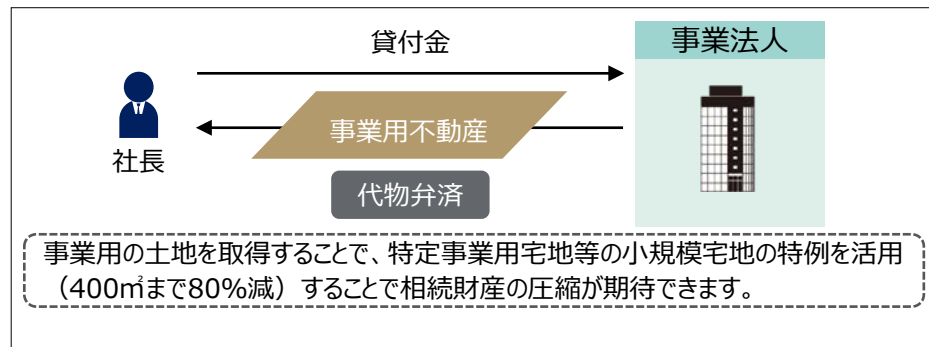 貸付金
事業法人
事業用不動産
社長
代物弁済
事業用の土地を取得することで、特定事業用宅地等の小規模宅地の特例を活用
（400㎡まで80%減）することで相続財産の圧縮が期待できます。